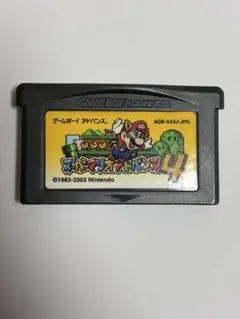 GAME BOY ADVANCE
ゲームボーイ アドバンス
AGB-AX4J-JPN
スーパーマリオアドバンス4
©1983-2003 Nintendo